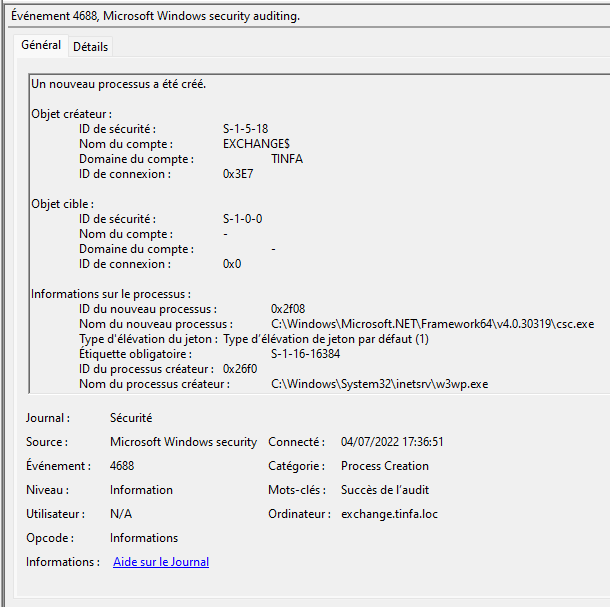 Événement 4688, Microsoft Windows security auditing.
Général Détails
Un nouveau processus a été créé.
Objet créateur :
ID de sécurité : S-1-5-18
Nom du compte : EXCHANGE$
Domaine du compte : TINFA
ID de connexion : 0x3E7
Objet cible :
ID de sécurité : S-1-0-0
Nom du compte : -
Domaine du compte : -
ID de connexion : 0x0
Informations sur le processus :
ID du nouveau processus : 0x2f08
Nom du nouveau processus : C:\Windows\Microsoft.NET\Framework64\v4.0.30319\csc.exe
Type d'élévation du jeton : Type d'élévation de jeton par défaut (1)
Étiquette obligatoire : S-1-16-16384
ID du processus créateur : 0x26f0
Nom du processus créateur : C:\Windows\System32\inetsrv\w3wp.exe
Journal : Sécurité
Source : Microsoft Windows security Connecté : 04/07/2022 17:36:51
Événement : 4688 Catégorie : Process Creation
Niveau : Information Mots-clés : Succès de l'audit
Utilisateur : N/A Ordinateur : exchange.tinfa.loc
Opcode : Informations
Informations : Aide sur le Journal